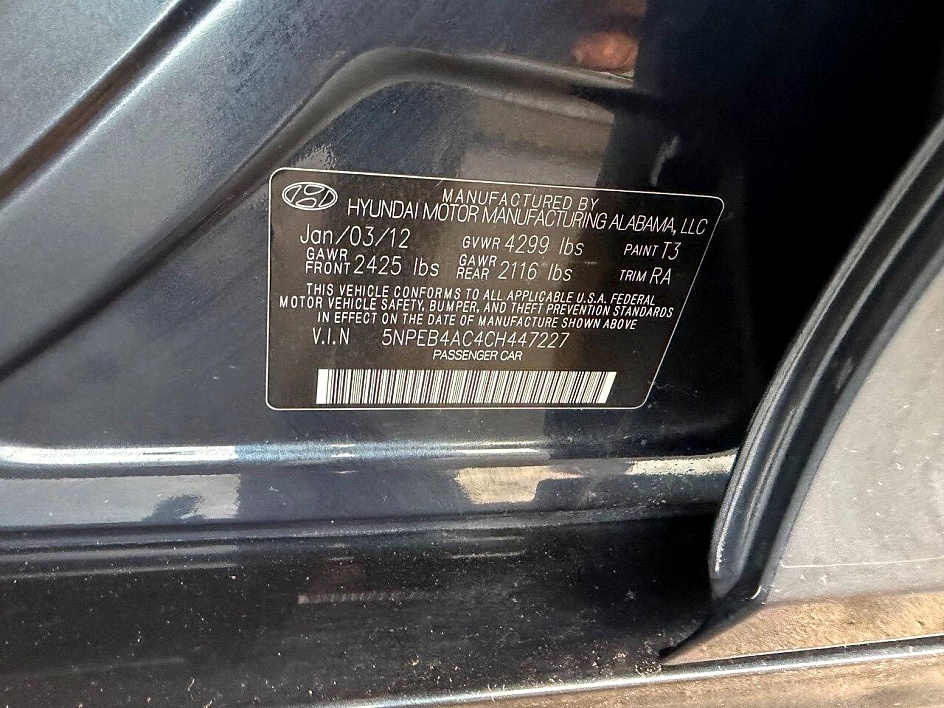 MANUFACTURED BY
HYUNDAI MOTOR MANUFACTURING ALABAMA, LLC
Jan/03/12 GVWR 4299 lbs PAINT T3
GAWR FRONT 2425 lbs GAWR REAR 2116 lbs TRIM RA
THIS VEHICLE CONFORMS TO ALL APPLICABLE U.S.A. FEDERAL
MOTOR VEHICLE SAFETY, BUMPER, AND THEFT PREVENTION STANDARDS
IN EFFECT ON THE DATE OF MANUFACTURE SHOWN ABOVE
V.I.N 5NPEB4AC4CH447227
PASSENGER CAR